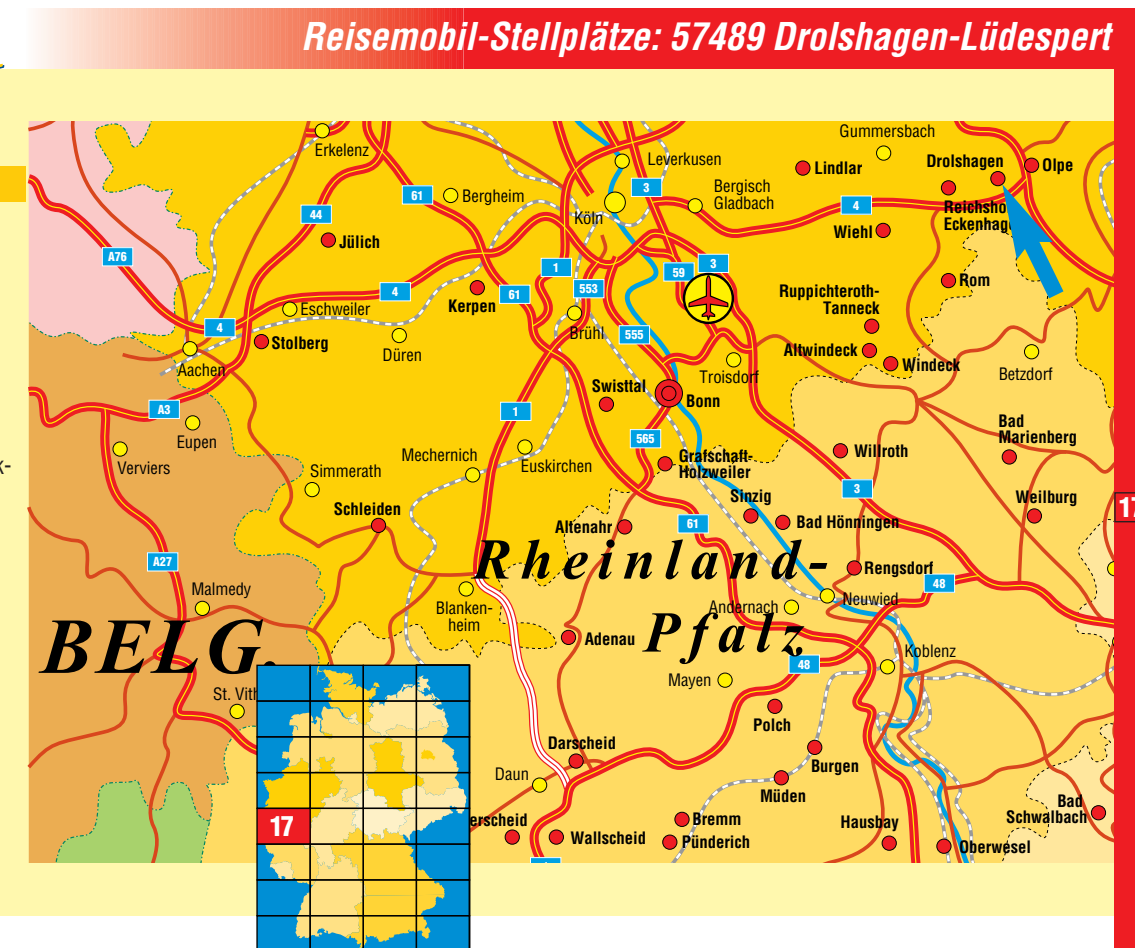 Reisemobil-Stellplätze: 57489 Drolshagen-Lüdespert
Gummersbach
Erkelenz
Leverkusen
Lindlar
Drolshagen
Olpe
61
Bergheim
3
Bergisch
Gladbach
44
Köln
4
Reichsho
Eckenhag
Jülich
Wiehl
A76
1
59
3
4
61
553
Rom
Kerpen
Ruppichteroth-
Tanneck
Eschweiler
4
Brühl
555
Stolberg
Düren
Altwindeck
Windeck
Aachen
Troisdorf
Betzdorf
Swisttal
Bonn
A3
1
Eupen
565
Bad
Marienberg
k-
Verviers
Mechernich
Euskirchen
Grafschaft-
Holzweiler
Willroth
Simmerath
Sinzig
3
Weilburg
17
Schleiden
61
Bad Hönningen
Altenahr
Rheinland-
A27
Rengsdorf
48
Malmedy
Blanken-
heim
Andernach
Neuwied
BELG.
Adenau
Pfalz
Koblenz
48
Mayen
St. Vith
Polch
Darscheid
Burgen
Daun
Müden
17
erscheid
Wallscheid
Bremm
Pünderich
Hausbay
Bad
Schwalbach
Oberwesel